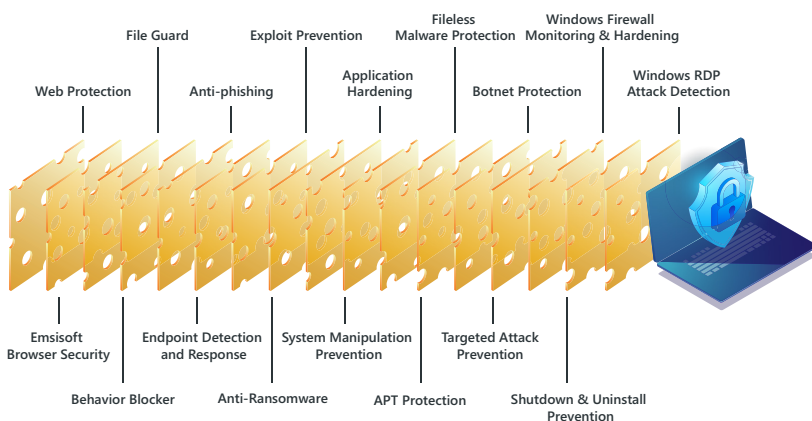 Fileless
Malware Protection
Windows Firewall
Monitoring & Hardening
File Guard
Exploit Prevention
Application
Hardening
Windows RDP
Attack Detection
Web Protection
Anti-phishing
Botnet Protection
Emsisoft
Browser Security
Endpoint Detection
and Response
System Manipulation
Prevention
Targeted Attack
Prevention
Behavior Blocker
Anti-Ransomware
APT Protection
Shutdown & Uninstall
Prevention